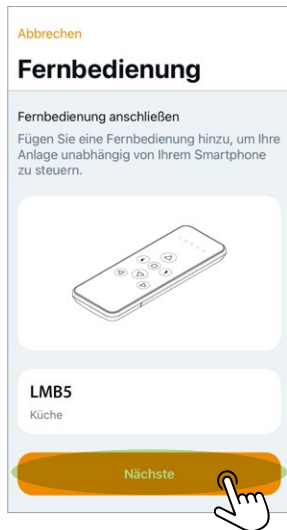 Abbrechen
Fernbedienung
Fernbedienung anschließen
Fügen Sie eine Fernbedienung hinzu, um Ihre
Anlage unabhängig von Ihrem Smartphone
zu steuern.
LMB5
Küche
Nächste